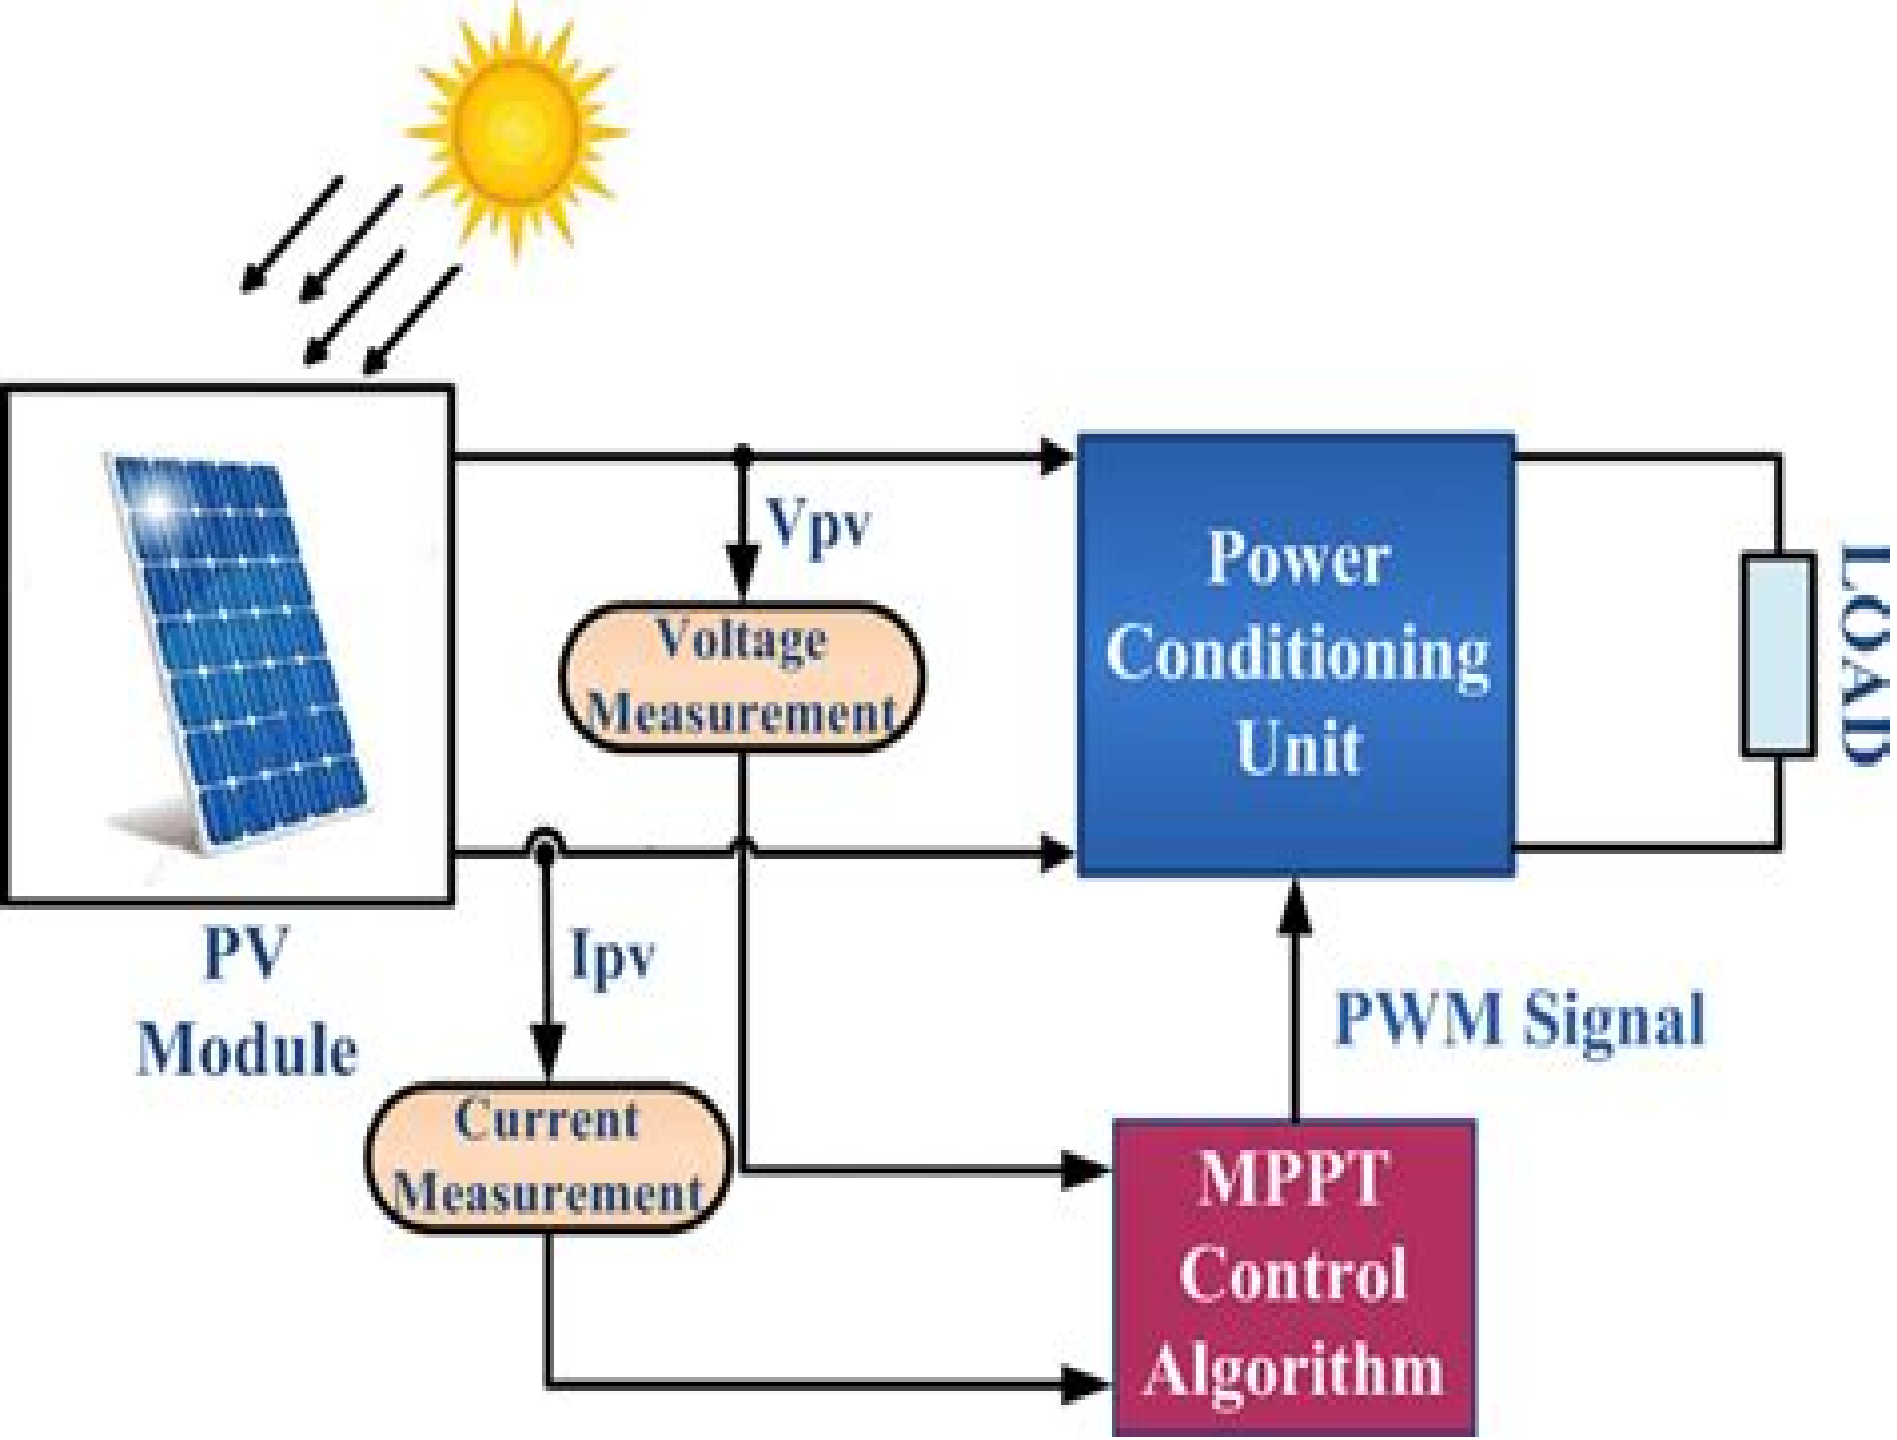 Vpv
Voltage
Measurement
Power
Conditioning
Unit
LOAD
PV
Module
Ipv
Current
Measurement
PWM Signal
MPPT
Control
Algorithm